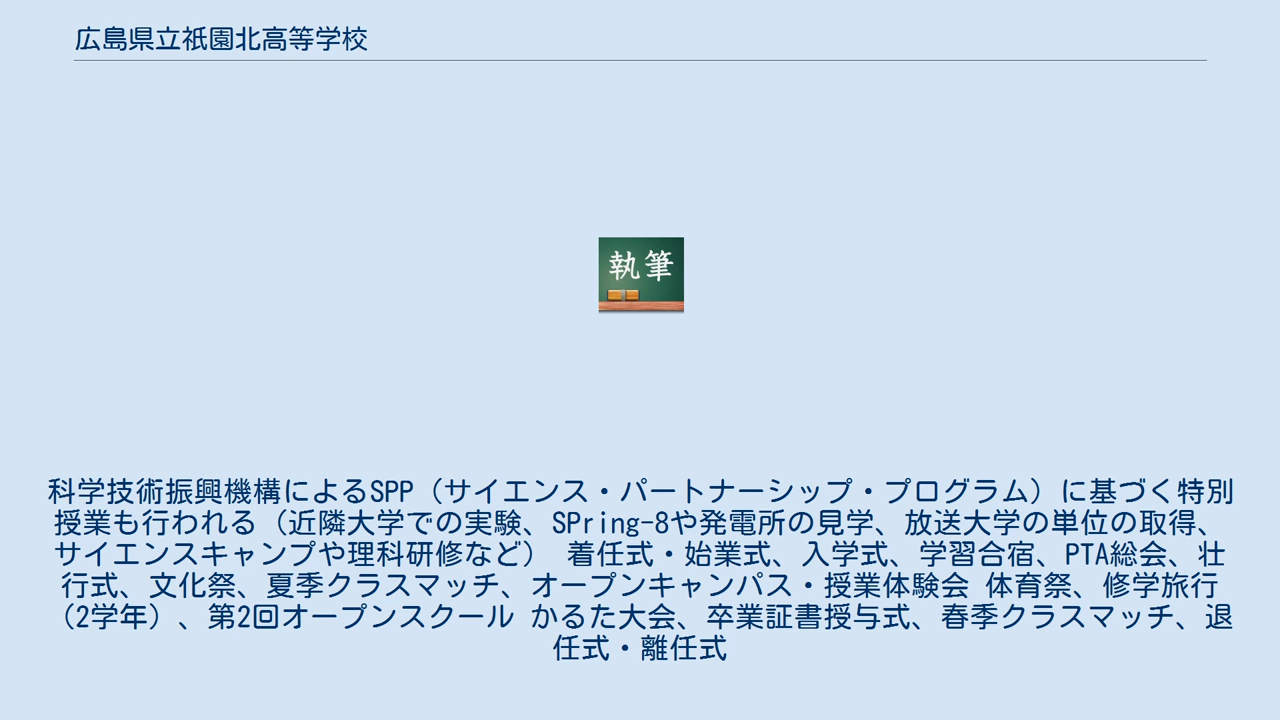 広島県立祇園北高等学校
執筆
科学技術振興機構によるSPP（サイエンス・パートナーシップ・プログラム）に基づく特別
授業も行われる（近隣大学での実験、SPring-8や発電所の見学、放送大学の単位の取得、
サイエンスキャンプや理科研修など） 着任式・始業式、入学式、学習合宿、PTA総会、壮
行式、文化祭、夏季クラスマッチ、オープンキャンパス・授業体験会 体育祭、修学旅行
（2学年）、第2回オープンスクール かるた大会、卒業証書授与式、春季クラスマッチ、退
任式・離任式